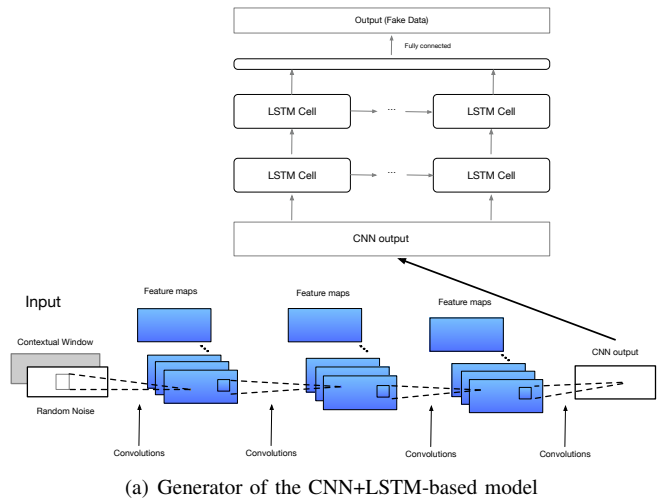 Output (Fake Data)
Fully connected
LSTM Cell ... LSTM Cell
LSTM Cell ... LSTM Cell
CNN output
Input
Feature maps Feature maps Feature maps
Contextual Window
CNN output
Random Noise
Convolutions Convolutions Convolutions Convolutions
(a) Generator of the CNN+LSTM-based model